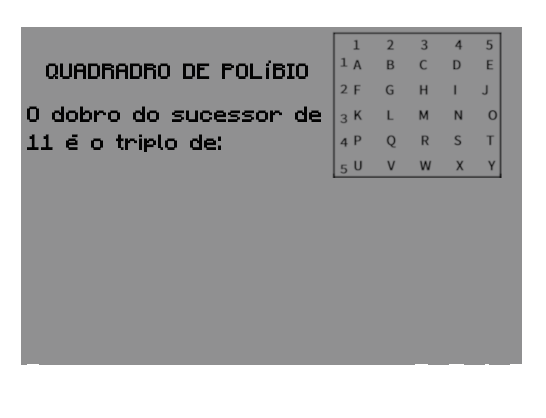 QUADRADRO DE POLíBIO
O dobro do sucessor de
11 é o triplo de:
1 2 3 4 5
1 A B C D E
2 F G H I J
3 K L M N O
4 P Q R S T
5 U V W X Y